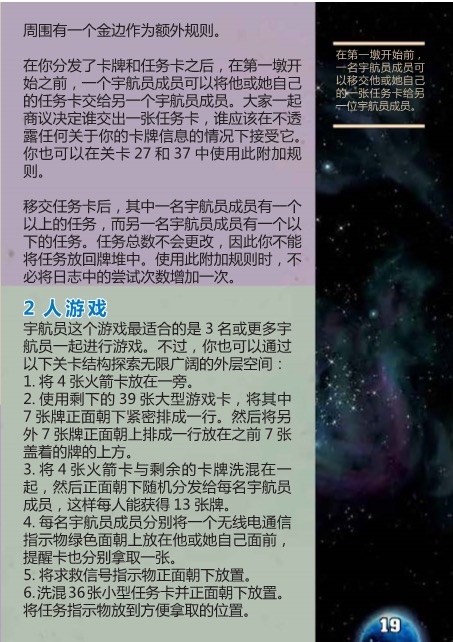 周围有一个金边作为额外规则。
在你分发了卡牌和任务卡之后，在第一墩开
始之前，一个宇航员成员可以将他或她自己
的任务卡交给另一个宇航员成员。大家一起
商议决定谁交出一张任务卡，谁应该在不透
露任何关于你的卡牌信息的情况下接受它。
你也可以在关卡 27 和 37 中使用此附加规
则。
移交任务卡后，其中一名宇航员成员有一个
以上的任务，而另一名宇航员成员有一个以
下的任务。任务总数不会更改，因此你不能
将任务放回牌堆中。使用此附加规则时，不
必将日志中的尝试次数增加一次。
2 人游戏
宇航员这个游戏最适合的是 3 名或更多宇
航员一起进行游戏。不过，你也可以通过
以下关卡结构探索无限广阔的外层空间：
1. 将 4 张火箭卡放在一旁。
2. 使用剩下的 39 张大型游戏卡，将其中
7 张牌正面朝下紧密排成一行。然后将另
外 7 张牌正面朝上排成一行放在之前 7 张
盖着的牌的上方。
3. 将 4 张火箭卡与剩余的卡牌洗混在一
起，然后正面朝下随机分发给每名宇航员
成员，这样每人能获得 13 张牌。
4. 每名宇航员成员分别将一个无线电通信
指示物绿色面朝上放在他或她自己面前，
提醒卡也分别拿取一张。
5. 将求救信号指示物正面朝下放置。
6.洗混36张小型任务卡并正面朝下放置。
将任务指示物放到方便拿取的位置。
在第一墩开始前，
一名宇航员成员可
以移交他或她自己
的一张任务卡给另
一位宇航员成员。
19